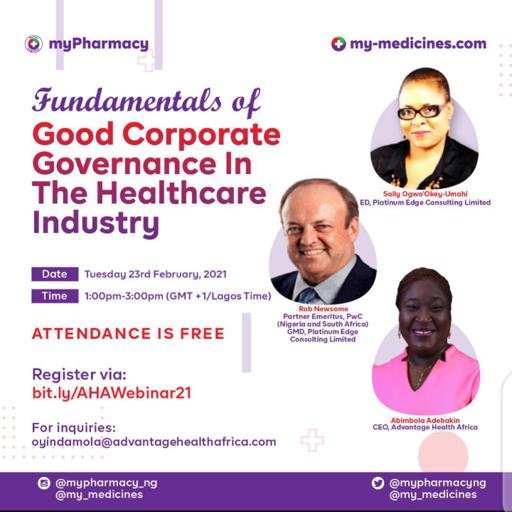 myPharmacy
my-medicines.com
Fundamentals of
Good Corporate
Governance In
The Healthcare
Industry
Sally Ogwo'Okey-Umahi
ED, Platinum Edge Consulting Limited
Date Tuesday 23rd February, 2021
Time 1:00pm-3:00pm (GMT +1/Lagos Time)
Rob Newsome
Partner Emeritus, PwC
(Nigeria and South Africa)
GMD, Platinum Edge
Consulting Limited
ATTENDANCE IS FREE
Register via:
bit.ly/AHAWebinar21
Abimbola Adebakin
CEO, Advantage Health Africa
For inquiries:
oyindamola@advantagehealthafrica.com
@mypharmacy_ng
@my_medicines
@mypharmacyng
@my_medicines